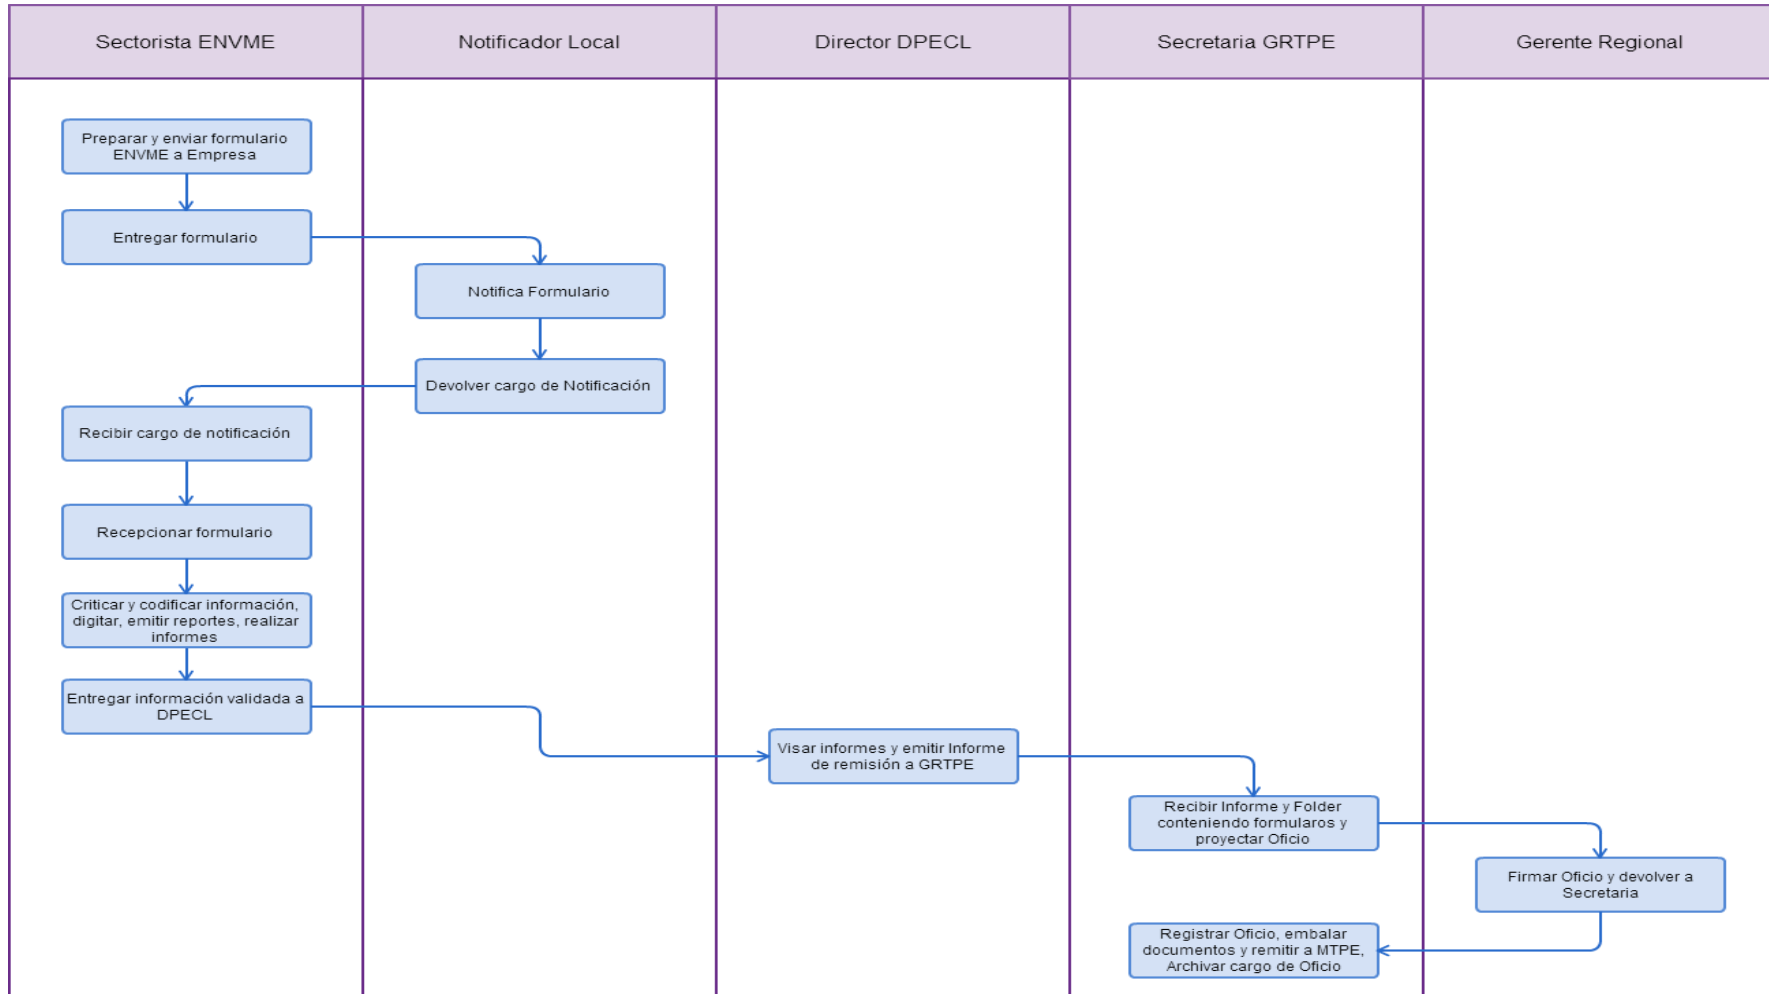 Sectorista ENVME
Notificador Local
Director DPECL
Secretaria GRTPE
Gerente Regional
Preparar y enviar formulario
ENVME a Empresa
Entregar formulario
Notifica Formulario
Devolver cargo de Notificación
Recibir cargo de notificación
Recepcionar formulario
Criticar y codificar información,
digitar, emitir reportes, realizar
informes
Entregar información validada a
DPECL
Visar informes y emitir Informe
de remisión a GRTPE
Recibir Informe y Folder
conteniendo formularos y
proyectar Oficio
Firmar Oficio y devolver a
Secretaria
Registrar Oficio, embalar
documentos y remitir a MTPE,
Archivar cargo de Oficio